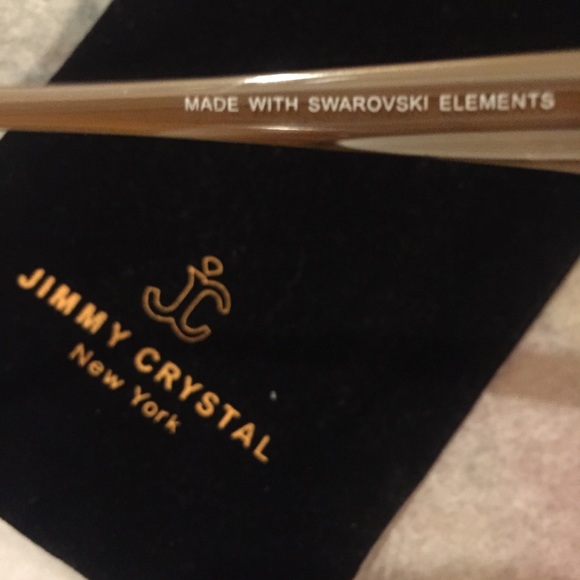 MADE WITH SWAROVSKI ELEMENTS
JC
JIMMY CRYSTAL
New York